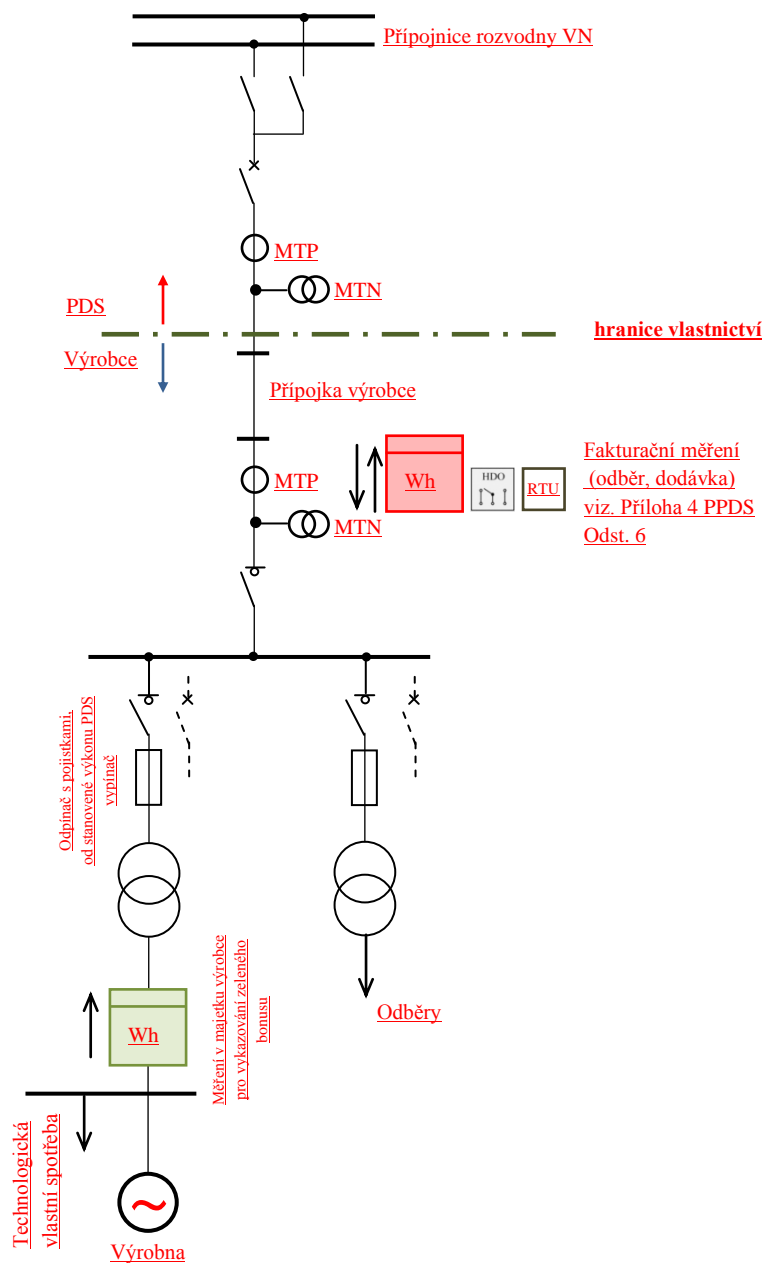 Přípojnice rozvodny VN
MTP
MTN
PDS
hranice vlastnictví
Výrobce
Přípojka výrobce
MTP
Wh
HDO
RTU
Fakturační měření
(odběr, dodávka)
viz. Příloha 4 PPDS
Odst. 6
MTN
Odpínač s pojistkami,
od stanovené výkonu PDS
vypínač
Měření v majetku výrobce
pro vykazování zeleného
bonusu
Odběry
Wh
Technologická
vlastní spotřeba
Výrobna